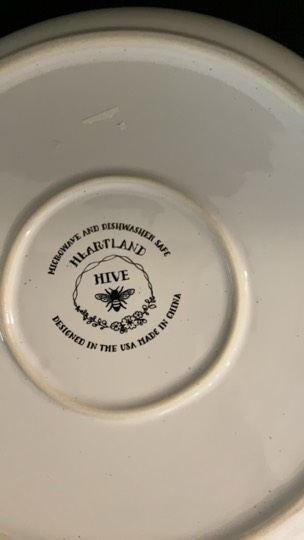 MICROWAVE AND DISHWASHER SAFE
HEARTLAND
HIVE
DESIGNED IN THE USA MADE IN CHINA